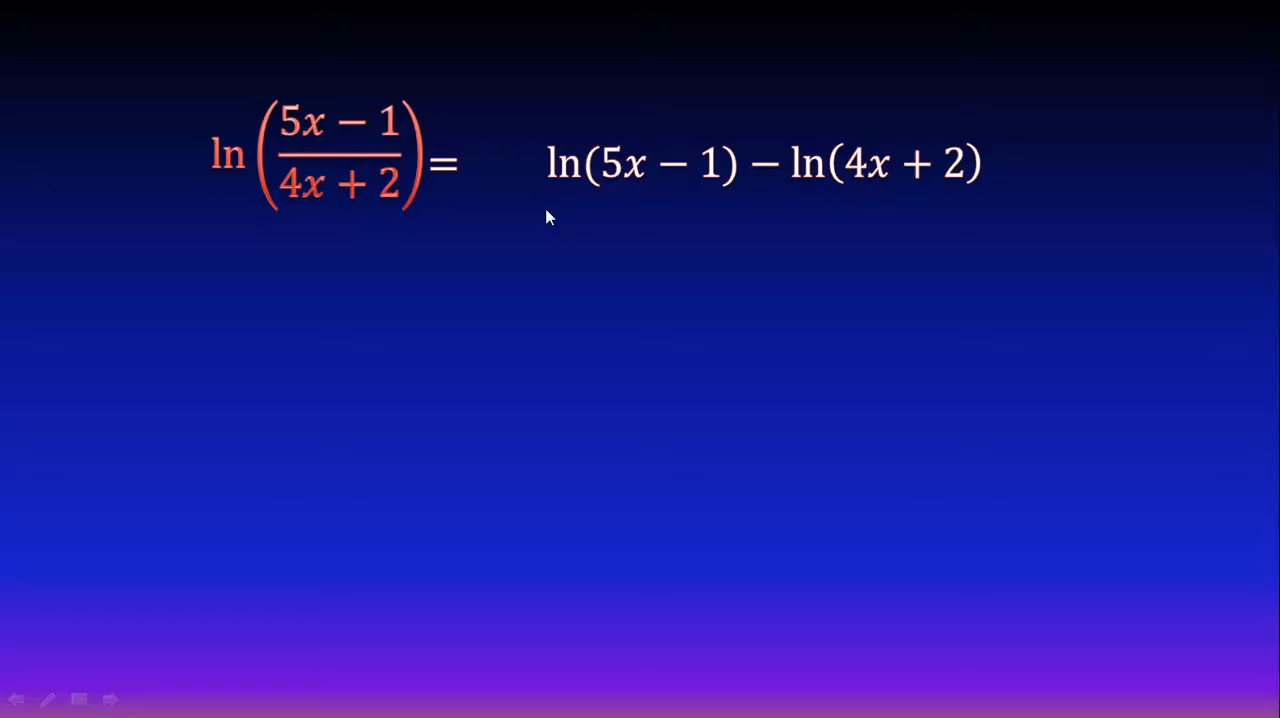 ln(5x − 1 / 4x + 2) = ln(5x − 1) − ln(4x + 2)